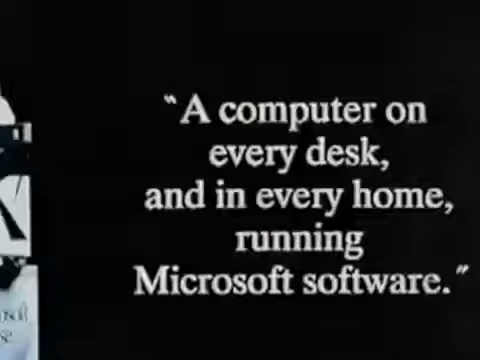 "A computer on
every desk,
and in every home,
running
Microsoft software."